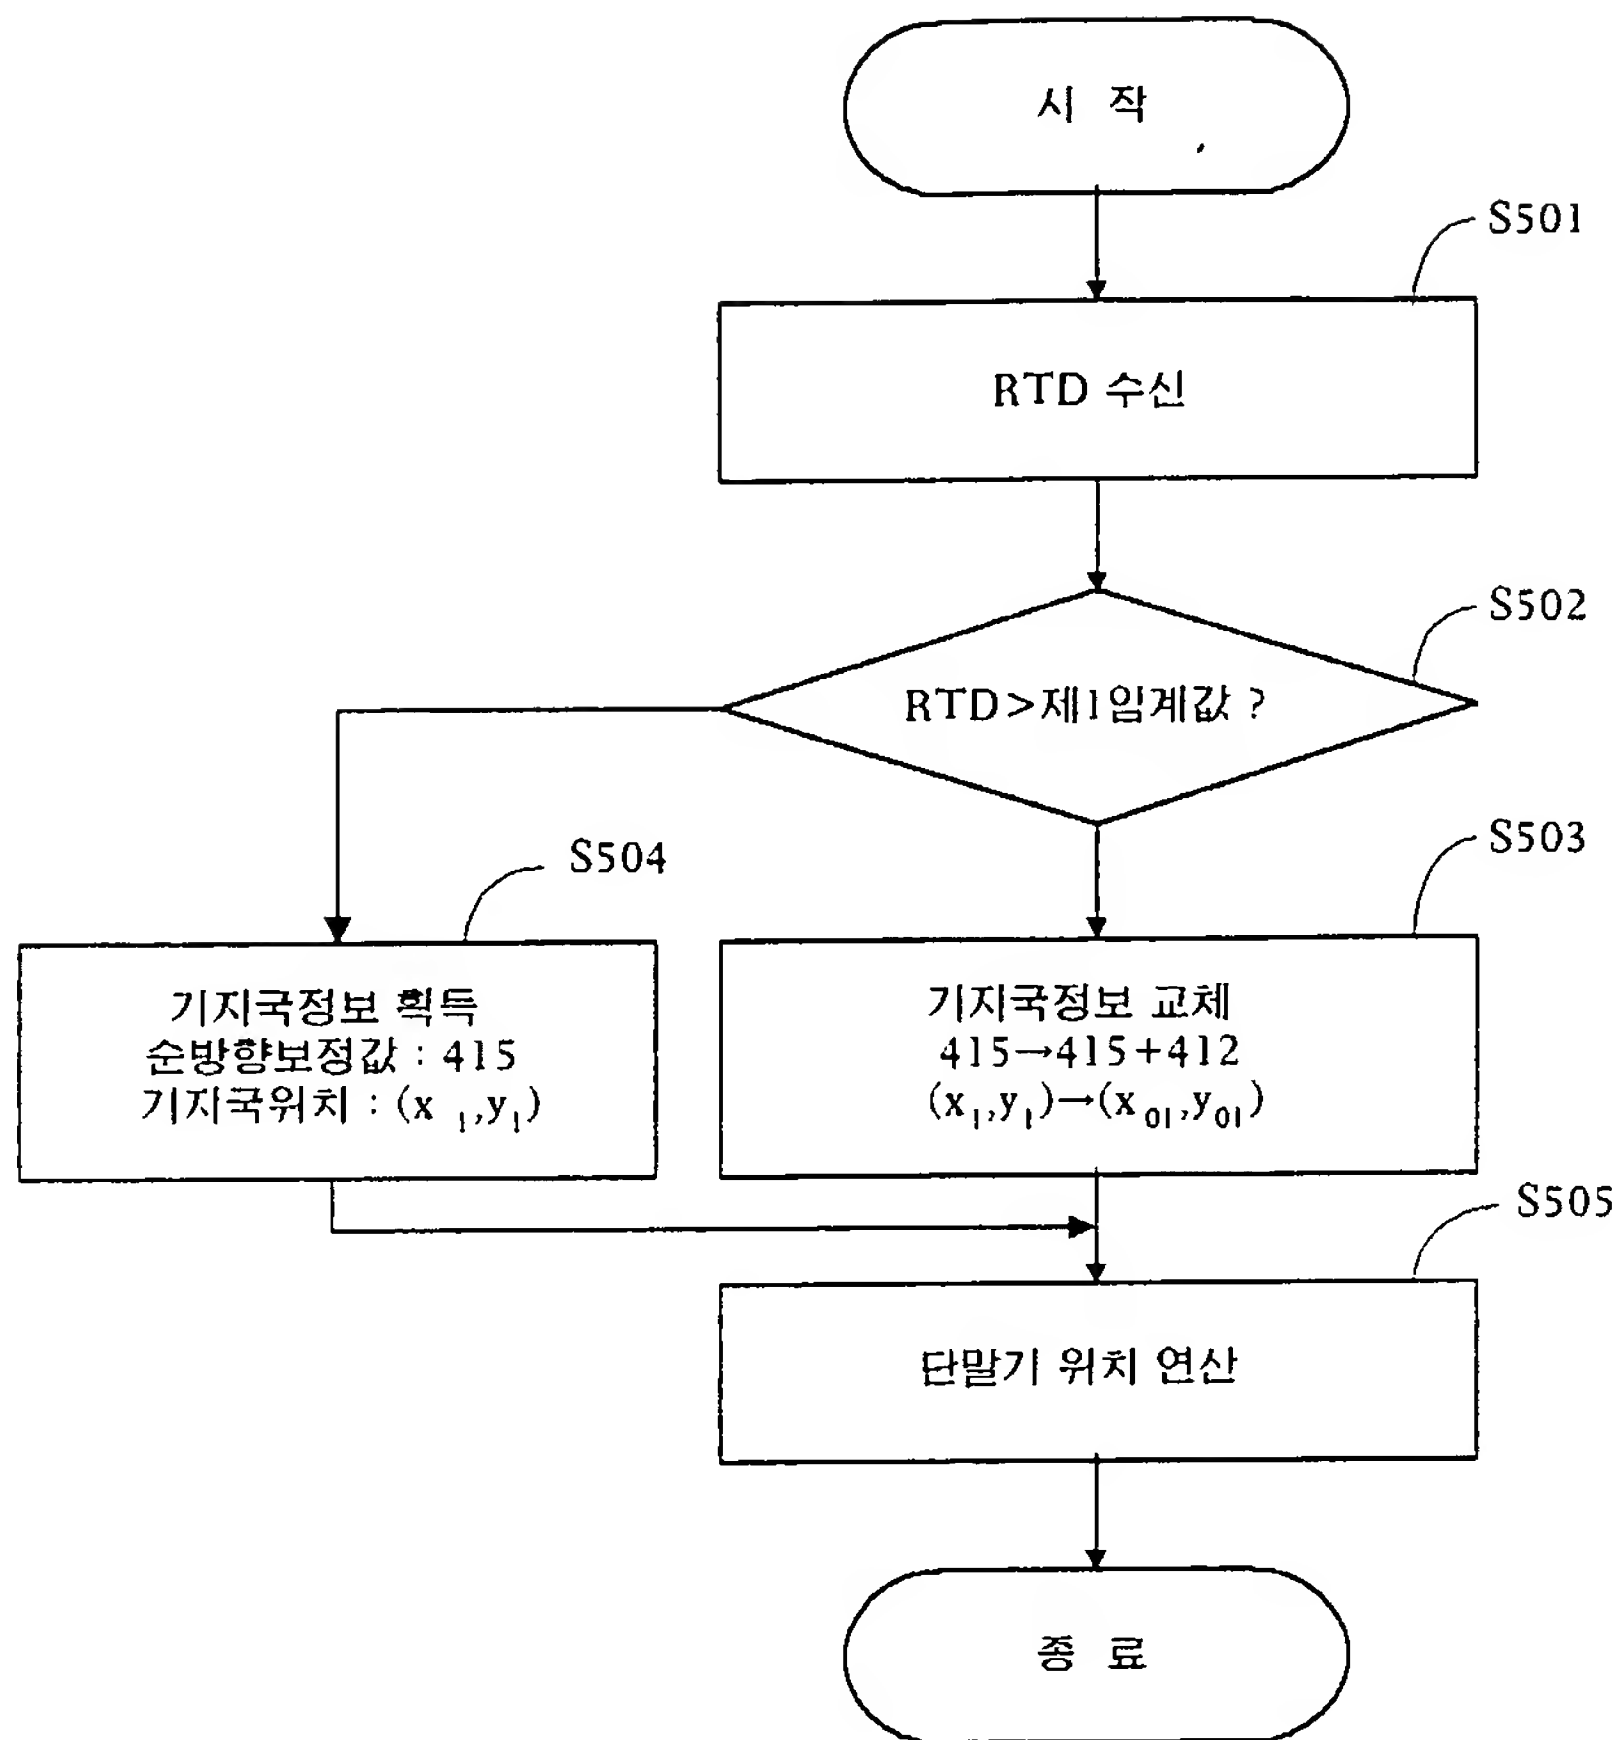 시 작
S501
RTD 수신
S502
RTD>제1임계값 ?
S504
S503
기지국정보 획득
순방향보정값 : 415
기지국위치 : (x₁,y₁)
기지국정보 교체
415→415+412
(x₁,y₁)→(x₀₁,y₀₁)
S505
단말기 위치 연산
종 료